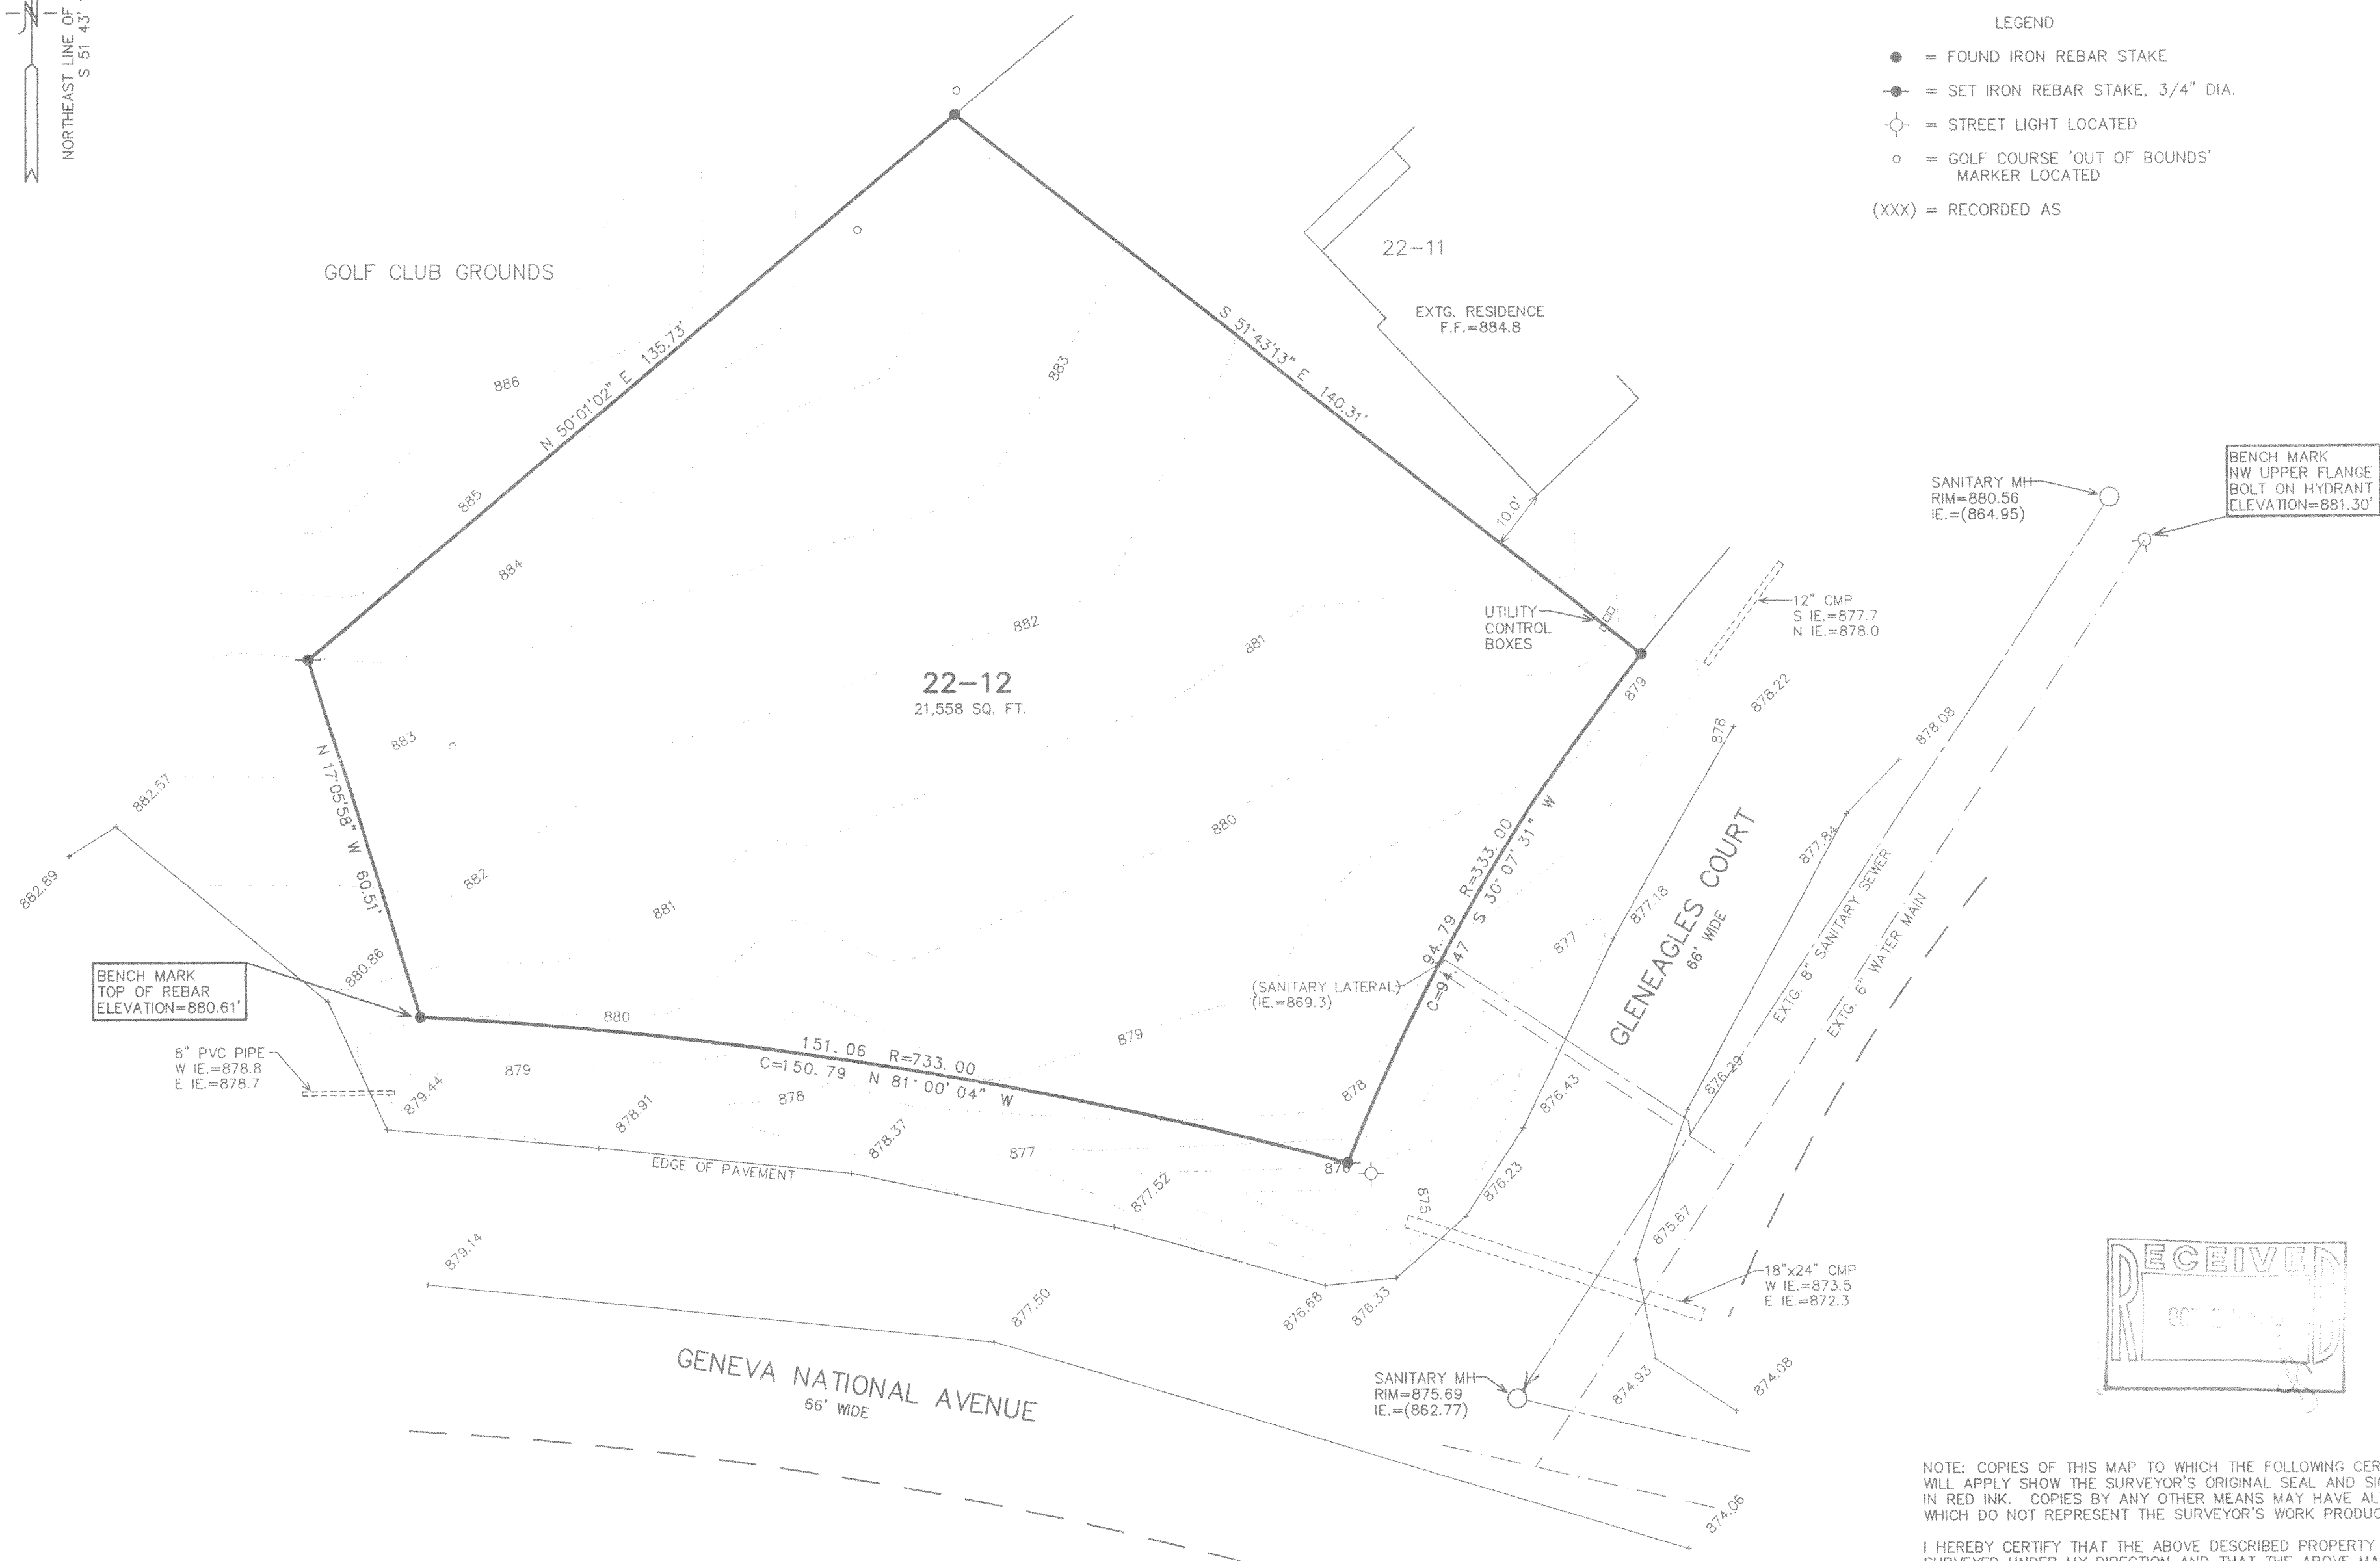 N
NORTHEAST LINE OF
S 51 43'
LEGEND
= FOUND IRON REBAR STAKE
= SET IRON REBAR STAKE, 3/4" DIA.
= STREET LIGHT LOCATED
= GOLF COURSE 'OUT OF BOUNDS'
MARKER LOCATED
(XXX) = RECORDED AS
GOLF CLUB GROUNDS
22-11
EXTG. RESIDENCE
F.F.=884.8
N 50°01'02" E 135.73'
S 51°43'13" E 140.31'
886
885
884
883
883
882
882
881
881
10.0'
UTILITY
CONTROL
BOXES
SANITARY MH
RIM=880.56
IE.=(864.95)
BENCH MARK
NW UPPER FLANGE
BOLT ON HYDRANT
ELEVATION=881.30'
12" CMP
S IE.=877.7
N IE.=878.0
22-12
21,558 SQ. FT.
879
878
878.22
878.08
877.84
880
N 17°05'58" W 60.51'
882.57
882.89
880.86
94.79 R=333.00
C=94.47 S 30°07'31" W
GLENEAGLES COURT
66' WIDE
877.18
877
EXTG. 8" SANITARY SEWER
EXTG. 6" WATER MAIN
(SANITARY LATERAL)
(IE.=869.3)
BENCH MARK
TOP OF REBAR
ELEVATION=880.61'
8" PVC PIPE
W IE.=878.8
E IE.=878.7
880
151.06 R=733.00
C=150.79 N 81°00'04" W
879
879
878
878
877
876
875
879.44
878.91
878.37
877.52
876.68
876.33
876.23
876.43
876.29
875.67
EDGE OF PAVEMENT
879.14
877.50
18"x24" CMP
W IE.=873.5
E IE.=872.3
GENEVA NATIONAL AVENUE
66' WIDE
SANITARY MH
RIM=875.69
IE.=(862.77)
874.93
874.08
874.06
RECEIVED
OCT
NOTE: COPIES OF THIS MAP TO WHICH THE FOLLOWING CER
WILL APPLY SHOW THE SURVEYOR'S ORIGINAL SEAL AND SI
IN RED INK. COPIES BY ANY OTHER MEANS MAY HAVE AL
WHICH DO NOT REPRESENT THE SURVEYOR'S WORK PRODUC
I HEREBY CERTIFY THAT THE ABOVE DESCRIBED PROPERTY
SURVEYED UNDER MY DIRECTION AND THAT THE ABOVE